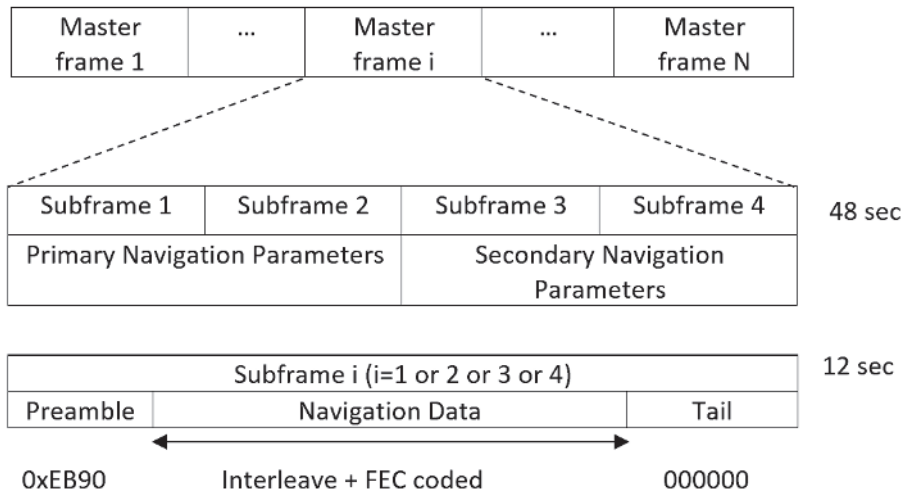 Master frame 1 ... Master frame i ... Master frame N
Subframe 1 Subframe 2 Subframe 3 Subframe 4 48 sec
Primary Navigation Parameters Secondary Navigation Parameters
Subframe i (i=1 or 2 or 3 or 4) 12 sec
Preamble Navigation Data Tail
0xEB90 Interleave + FEC coded 000000